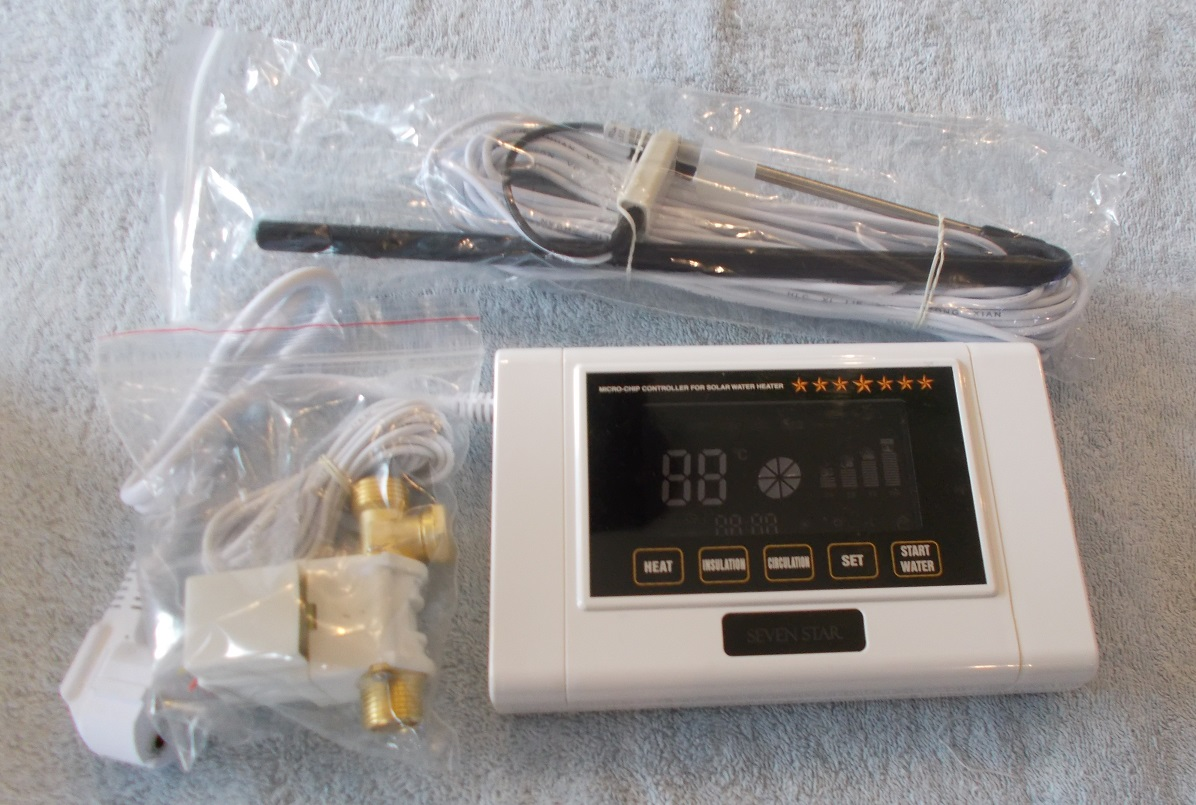 MICRO-CHIP CONTROLLER FOR SOLAR WATER HEATER
88 °C
88:88
HEAT
INSULATION
CIRCULATION
SET
START
WATER
SEVEN STAR